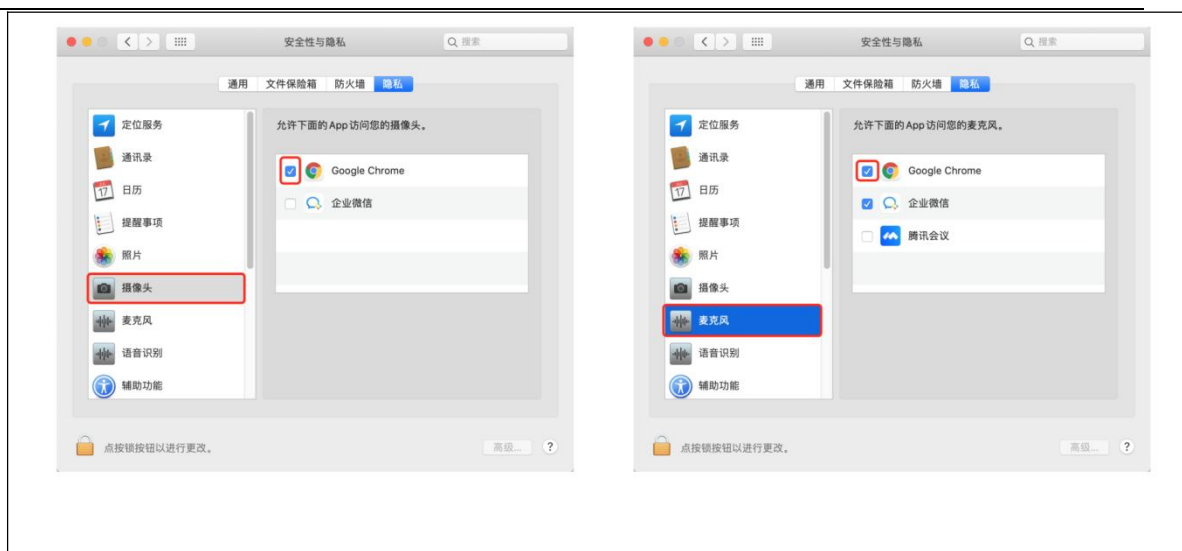 安全性与隐私
搜索
通用 文件保险箱 防火墙 隐私
定位服务
通讯录
17 日历
提醒事项
照片
摄像头
麦克风
语音识别
辅助功能
允许下面的 App 访问您的摄像头。
Google Chrome
企业微信
点按锁按钮以进行更改。
高级... ?
安全性与隐私
搜索
通用 文件保险箱 防火墙 隐私
定位服务
通讯录
17 日历
提醒事项
照片
摄像头
麦克风
语音识别
辅助功能
允许下面的 App 访问您的麦克风。
Google Chrome
企业微信
腾讯会议
点按锁按钮以进行更改。
高级... ?